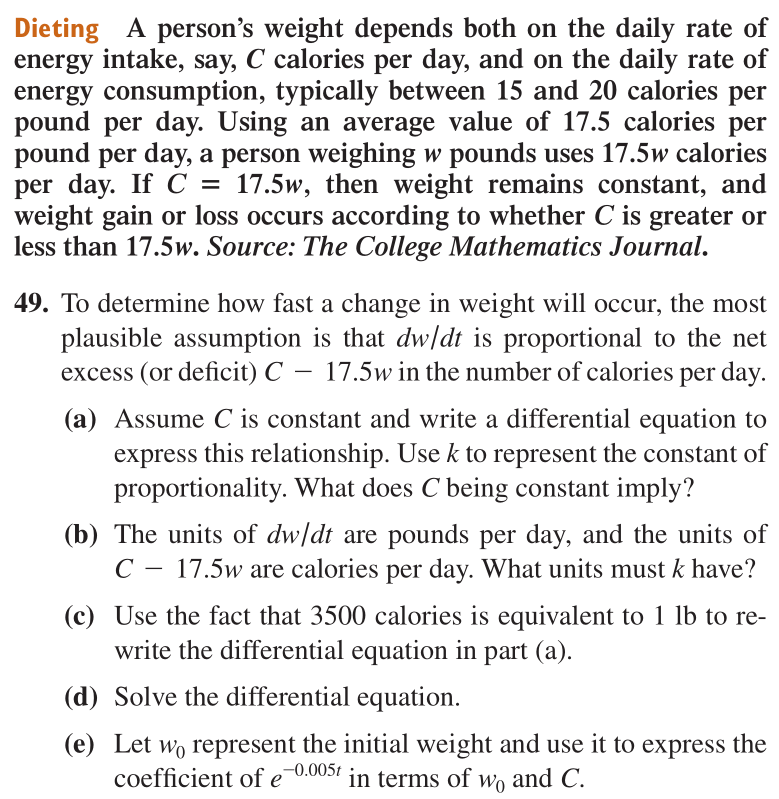 Dieting A person's weight depends both on the daily rate of
energy intake, say, C calories per day, and on the daily rate of
energy consumption, typically between 15 and 20 calories per
pound per day. Using an average value of 17.5 calories per
pound per day, a person weighing w pounds uses 17.5w calories
per day. If C = 17.5w, then weight remains constant, and
weight gain or loss occurs according to whether C is greater or
less than 17.5w. Source: The College Mathematics Journal.
49. To determine how fast a change in weight will occur, the most
plausible assumption is that dw/dt is proportional to the net
excess (or deficit) C − 17.5w in the number of calories per day.
(a) Assume C is constant and write a differential equation to
express this relationship. Use k to represent the constant of
proportionality. What does C being constant imply?
(b) The units of dw/dt are pounds per day, and the units of
C − 17.5w are calories per day. What units must k have?
(c) Use the fact that 3500 calories is equivalent to 1 lb to re-
write the differential equation in part (a).
(d) Solve the differential equation.
(e) Let w₀ represent the initial weight and use it to express the
coefficient of e^−0.005t in terms of w₀ and C.